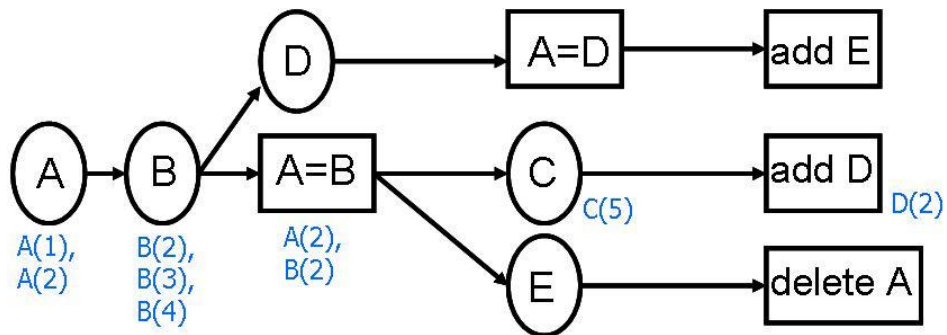 D
A=D
add E
A
B
A=B
C
add D
A(1),
A(2)
B(2),
B(3),
B(4)
A(2),
B(2)
C(5)
D(2)
E
delete A